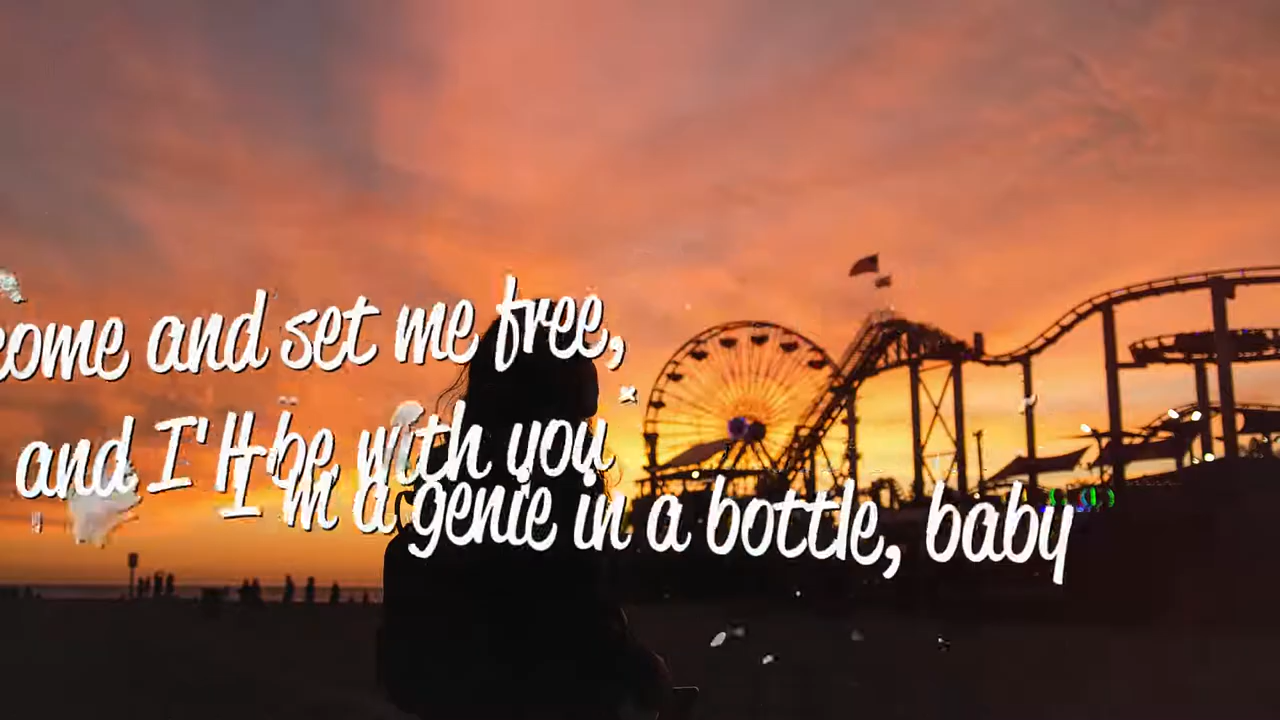 come and set me free,
and I'll be with you
I'm a genie in a bottle, baby